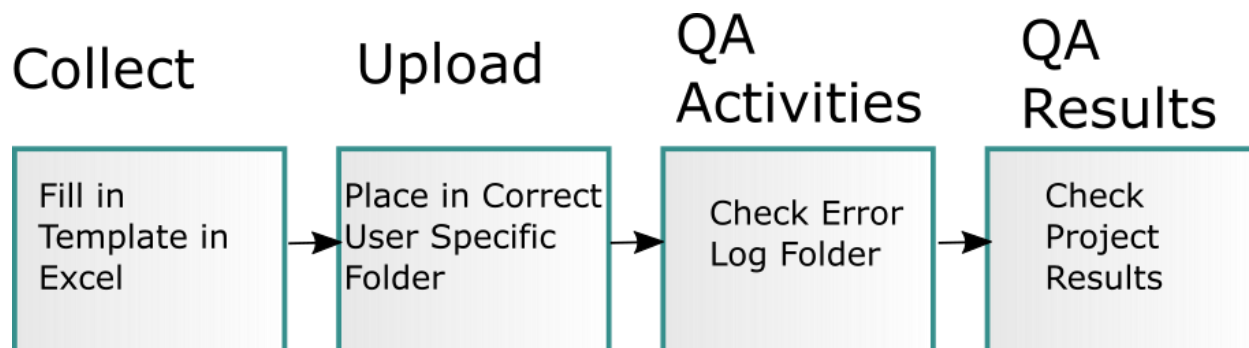 Collect
Upload
QA
Activities
QA
Results
Fill in
Template in
Excel
Place in Correct
User Specific
Folder
Check Error
Log Folder
Check
Project
Results